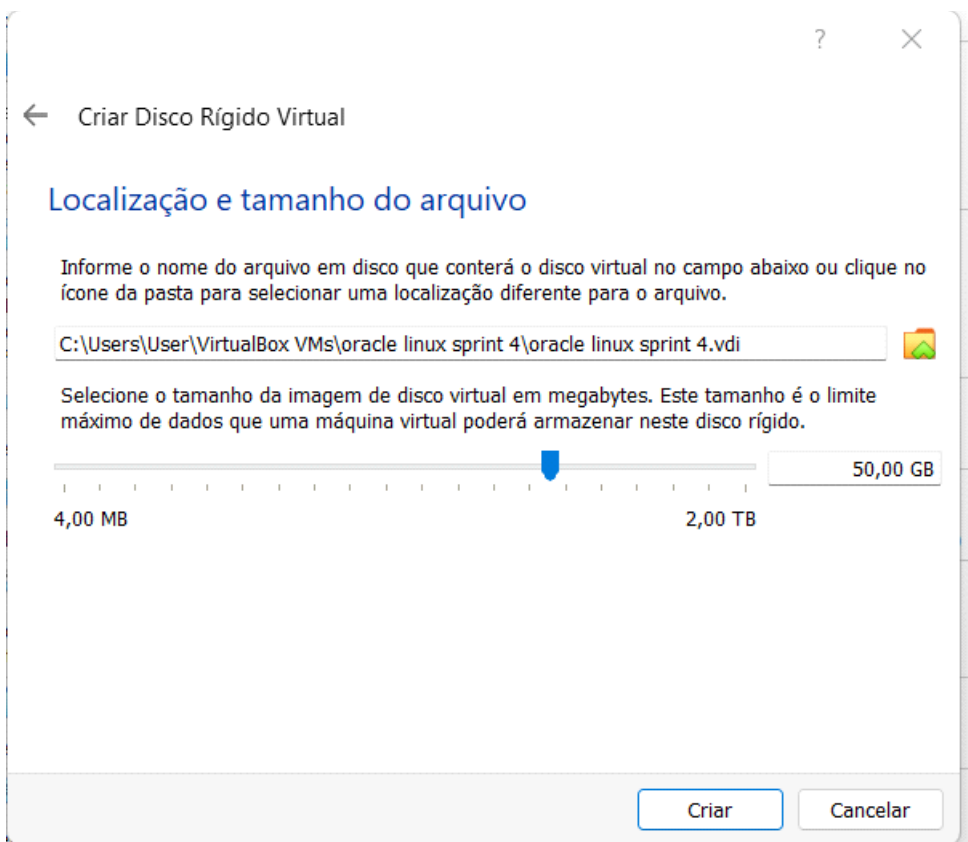 ?
Criar Disco Rígido Virtual
Localização e tamanho do arquivo
Informe o nome do arquivo em disco que conterá o disco virtual no campo abaixo ou clique no
ícone da pasta para selecionar uma localização diferente para o arquivo.
C:\Users\User\VirtualBox VMs\oracle linux sprint 4\oracle linux sprint 4.vdi
Selecione o tamanho da imagem de disco virtual em megabytes. Este tamanho é o limite
máximo de dados que uma máquina virtual poderá armazenar neste disco rígido.
50,00 GB
4,00 MB 2,00 TB
Criar Cancelar